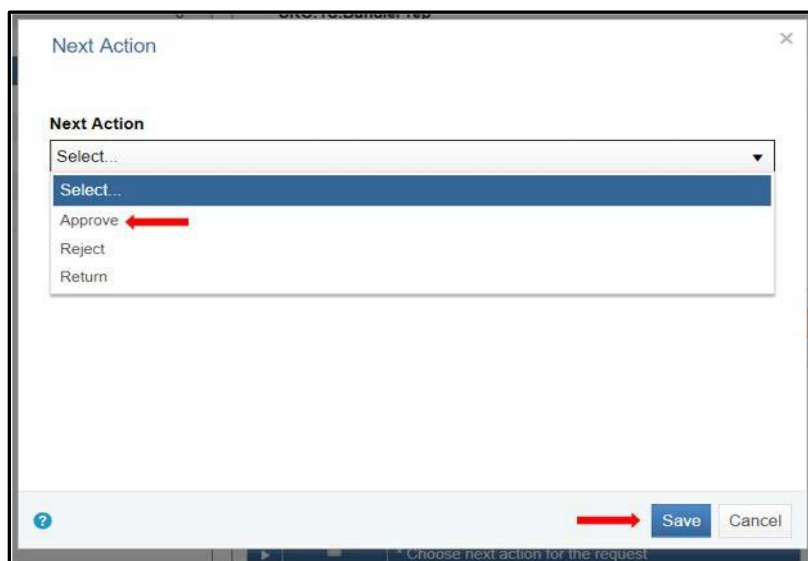 Next Action
Next Action
Select...
Select...
Approve
Reject
Return
Save Cancel
* Choose next action for the request